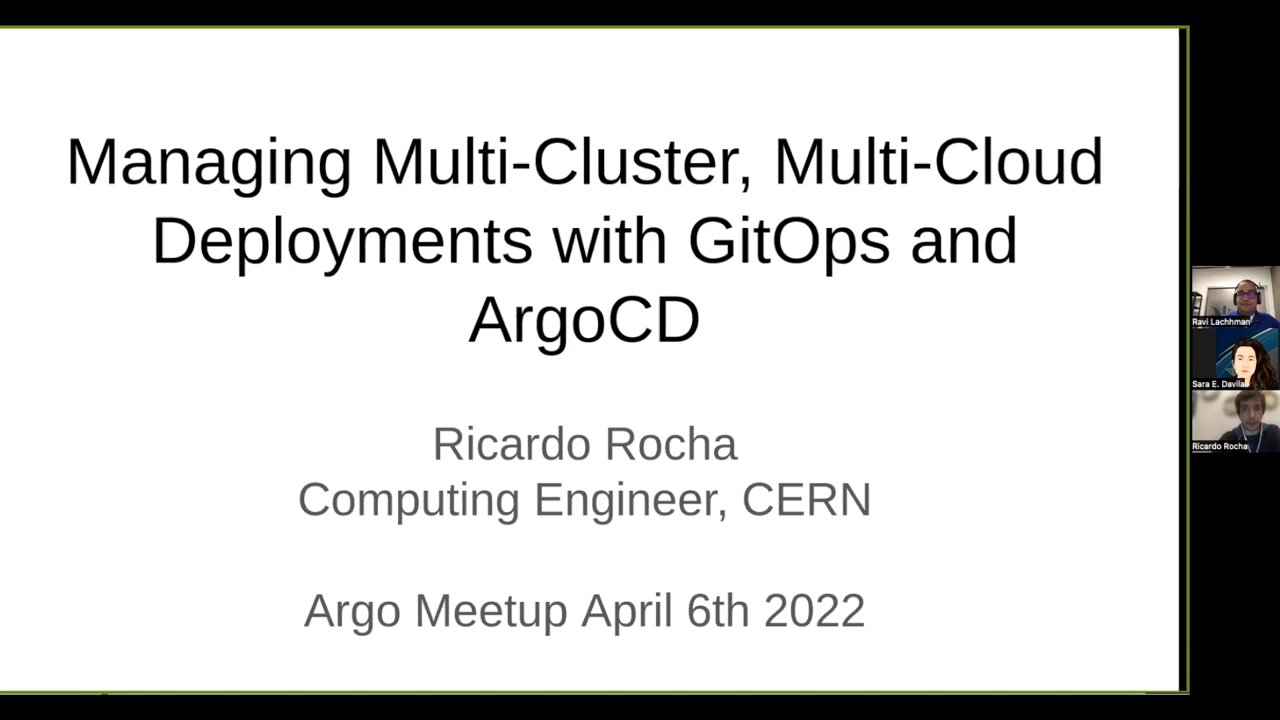 Managing Multi-Cluster, Multi-Cloud
Deployments with GitOps and
ArgoCD
Ricardo Rocha
Computing Engineer, CERN
Argo Meetup April 6th 2022
Ravi Lachhman
Sara E. Davila
Ricardo Rocha